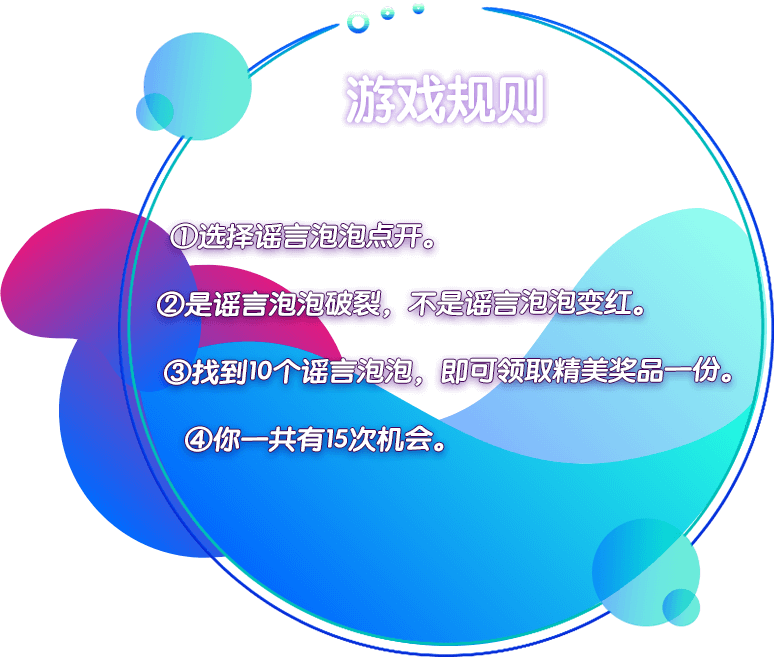 游戏规则
①选择谣言泡泡点开。
②是谣言泡泡破裂，不是谣言泡泡变红。
③找到10个谣言泡泡，即可领取精美奖品一份。
④你一共有15次机会。